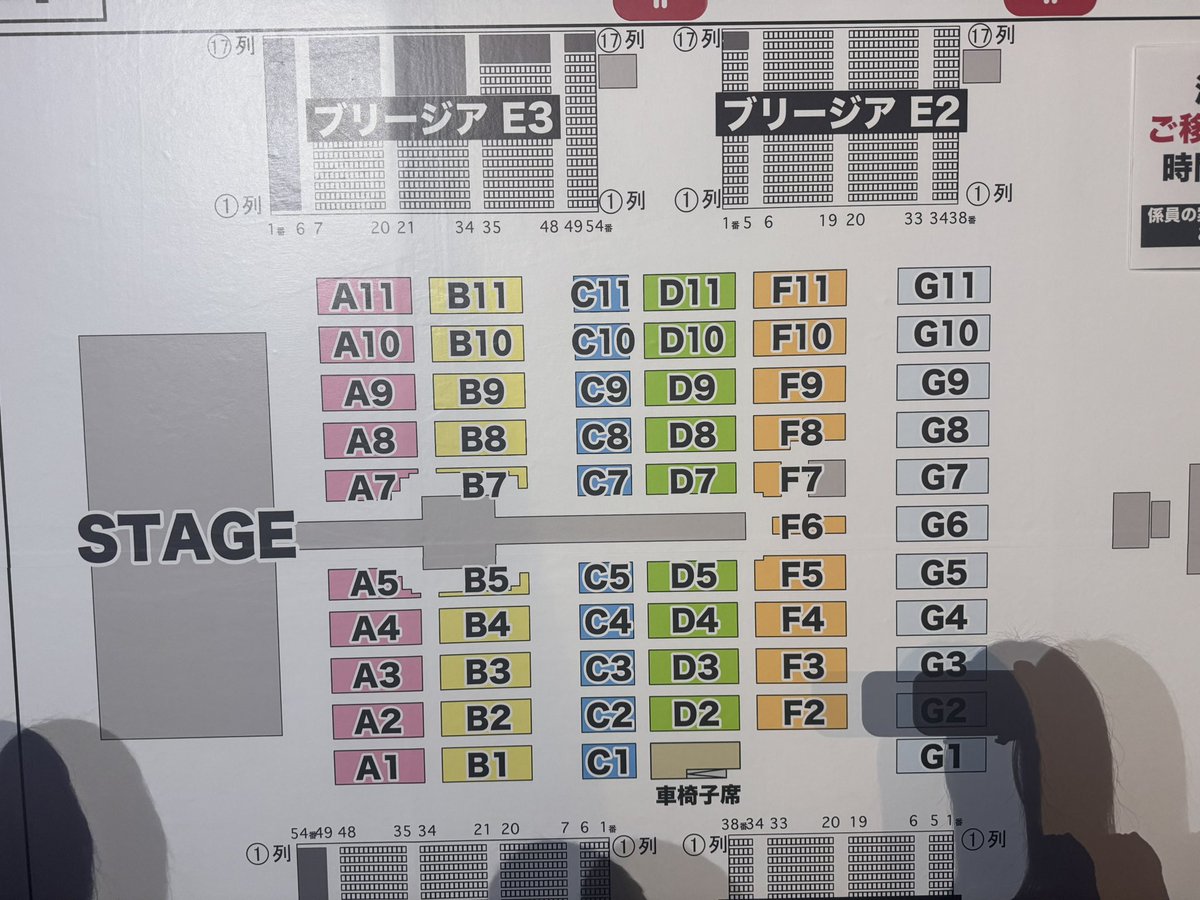 ⑰列 ⑰列 ⑰列 ⑰列
ブリージア E3 ブリージア E2
①列 ①列 ①列 ①列
1番 6 7 20 21 34 35 48 49 54番 1番 5 6 19 20 33 34 38番
ご移
時間
係員の
A11 B11 C11 D11 F11 G11
A10 B10 C10 D10 F10 G10
A9 B9 C9 D9 F9 G9
A8 B8 C8 D8 F8 G8
A7 B7 C7 D7 F7 G7
STAGE F6 G6
A5 B5 C5 D5 F5 G5
A4 B4 C4 D4 F4 G4
A3 B3 C3 D3 F3 G3
A2 B2 C2 D2 F2 G2
A1 B1 C1 G1
車椅子席
54番 49 48 35 34 21 20 7 6 1番 38番 34 33 20 19 6 5 1番
①列 ①列 ①列 ①列